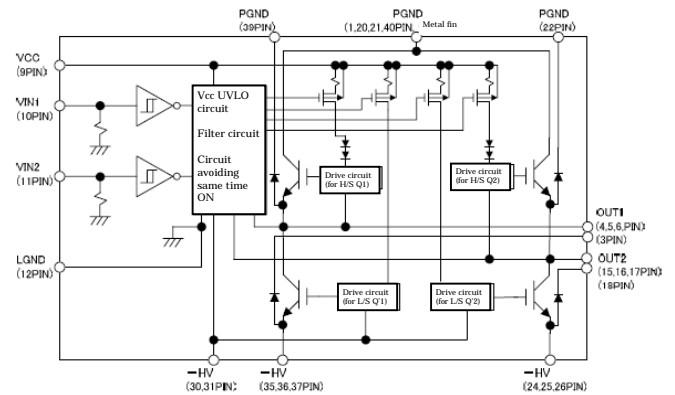 PGND
(39PIN)
PGND
(1,20,21,40PIN Metal fin
PGND
(22PIN)
VCC
(9PIN)
VIN1
(10PIN)
VIN2
(11PIN)
LGND
(12PIN)
Vcc UVLO
circuit
Filter circuit
Circuit
avoiding
same time
ON
Drive circuit
(for H/S Q1)
Drive circuit
(for H/S Q2)
Drive circuit
(for L/S Q'1)
Drive circuit
(for L/S Q'2)
OUT1
(4,5,6,PIN)
(3PIN)
OUT2
(15,16,17PIN)
(18PIN)
−HV
(30,31PIN)
−HV
(35,36,37PIN)
−HV
(24,25,26PIN)